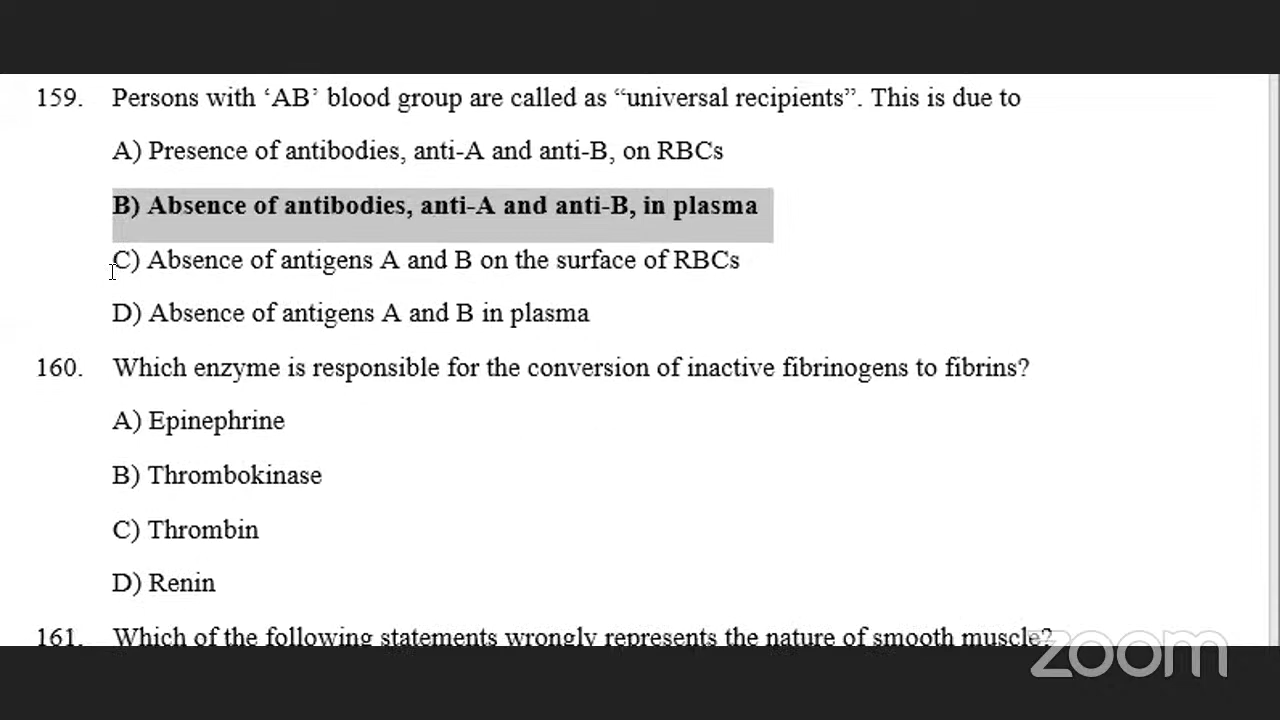 159. Persons with ‘AB’ blood group are called as “universal recipients”. This is due to
A) Presence of antibodies, anti-A and anti-B, on RBCs
B) Absence of antibodies, anti-A and anti-B, in plasma
C) Absence of antigens A and B on the surface of RBCs
D) Absence of antigens A and B in plasma
160. Which enzyme is responsible for the conversion of inactive fibrinogens to fibrins?
A) Epinephrine
B) Thrombokinase
C) Thrombin
D) Renin
161. Which of the following statements wrongly represents the nature of smooth muscle?
zoom